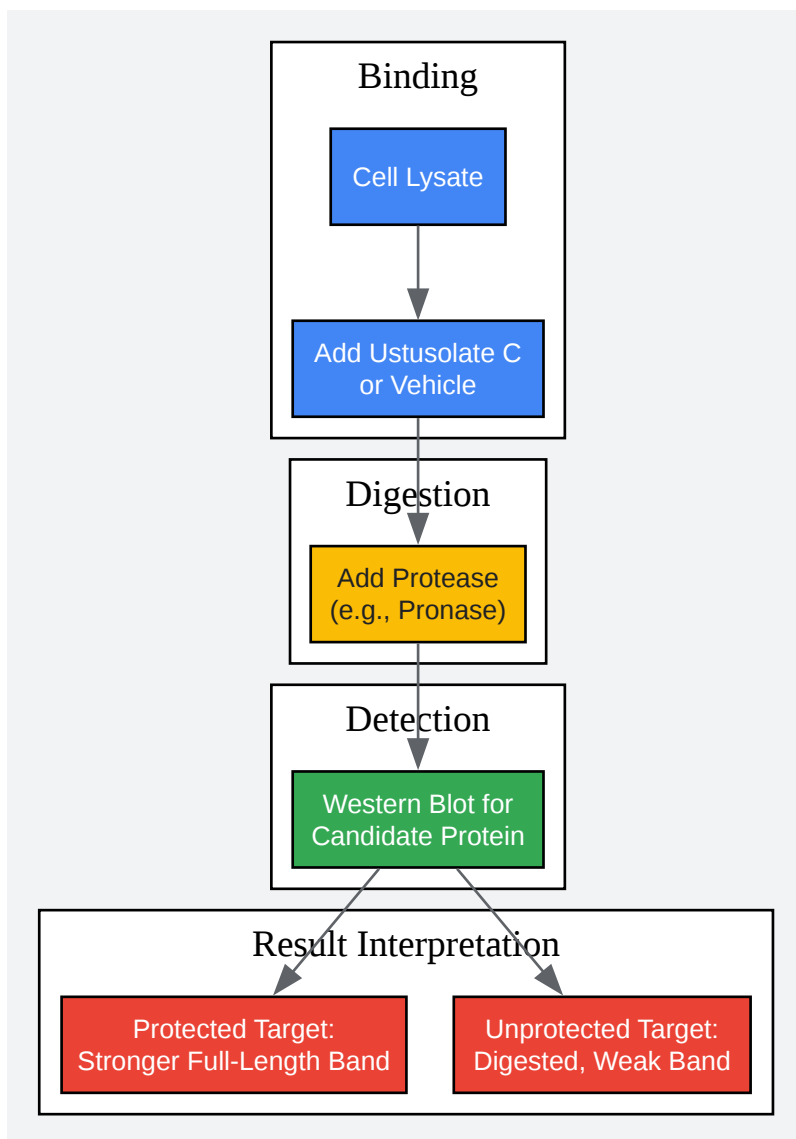 Binding
Cell Lysate
Add Ustusolate C
or Vehicle
Digestion
Add Protease
(e.g., Pronase)
Detection
Western Blot for
Candidate Protein
Result Interpretation
Protected Target:
Stronger Full-Length Band
Unprotected Target:
Digested, Weak Band